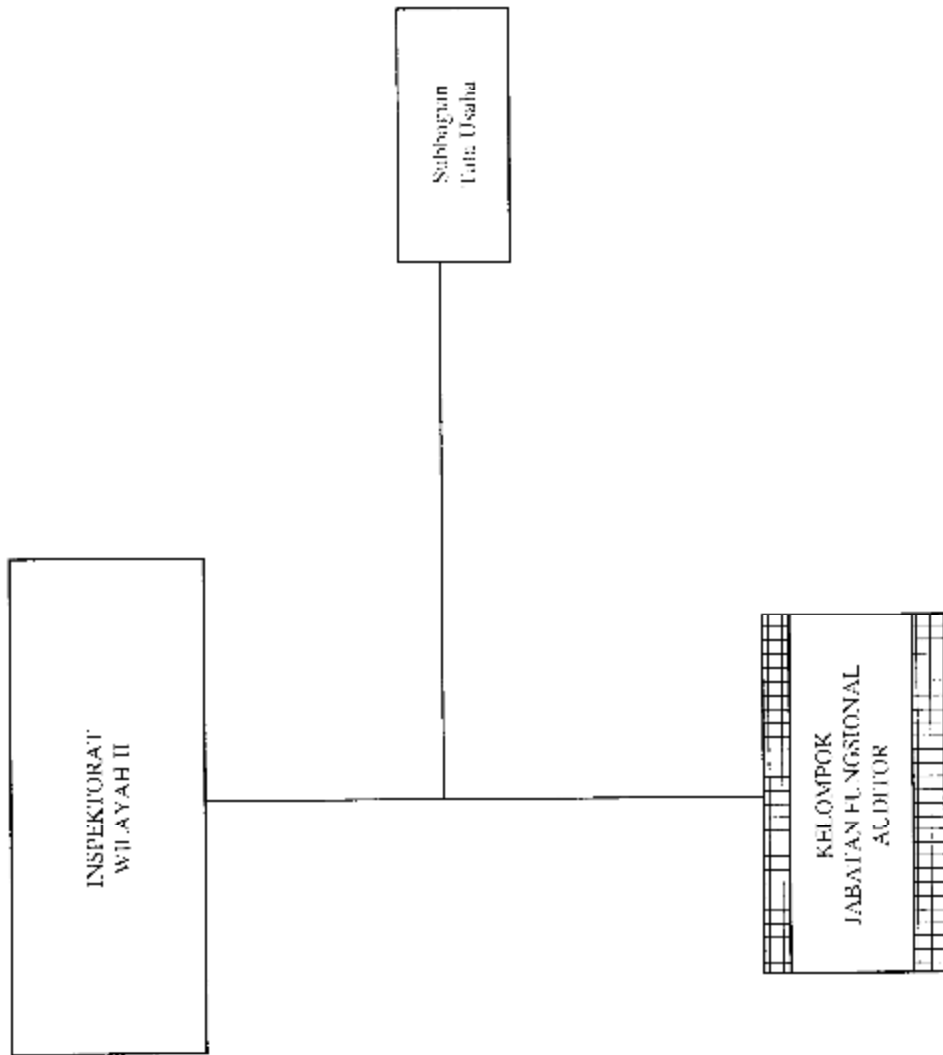 INSPEKTORAT
WILAYAH II
Subbagian
Tata Usaha
KELOMPOK
JABATAN FUNGSIONAL
AUDITOR